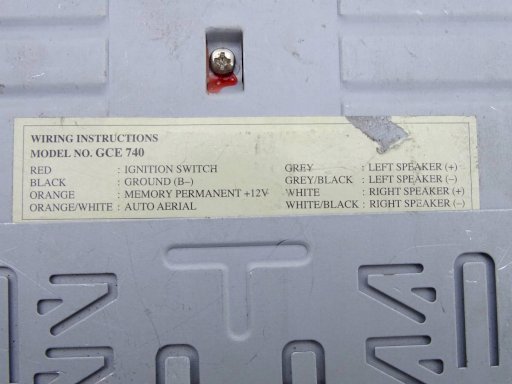 WIRING INSTRUCTIONS
MODEL NO. GCE 740
RED : IGNITION SWITCH GREY : LEFT SPEAKER (+)
BLACK : GROUND (B–) GREY/BLACK : LEFT SPEAKER (–)
ORANGE : MEMORY PERMANENT +12V WHITE : RIGHT SPEAKER (+)
ORANGE/WHITE : AUTO AERIAL WHITE/BLACK : RIGHT SPEAKER (–)